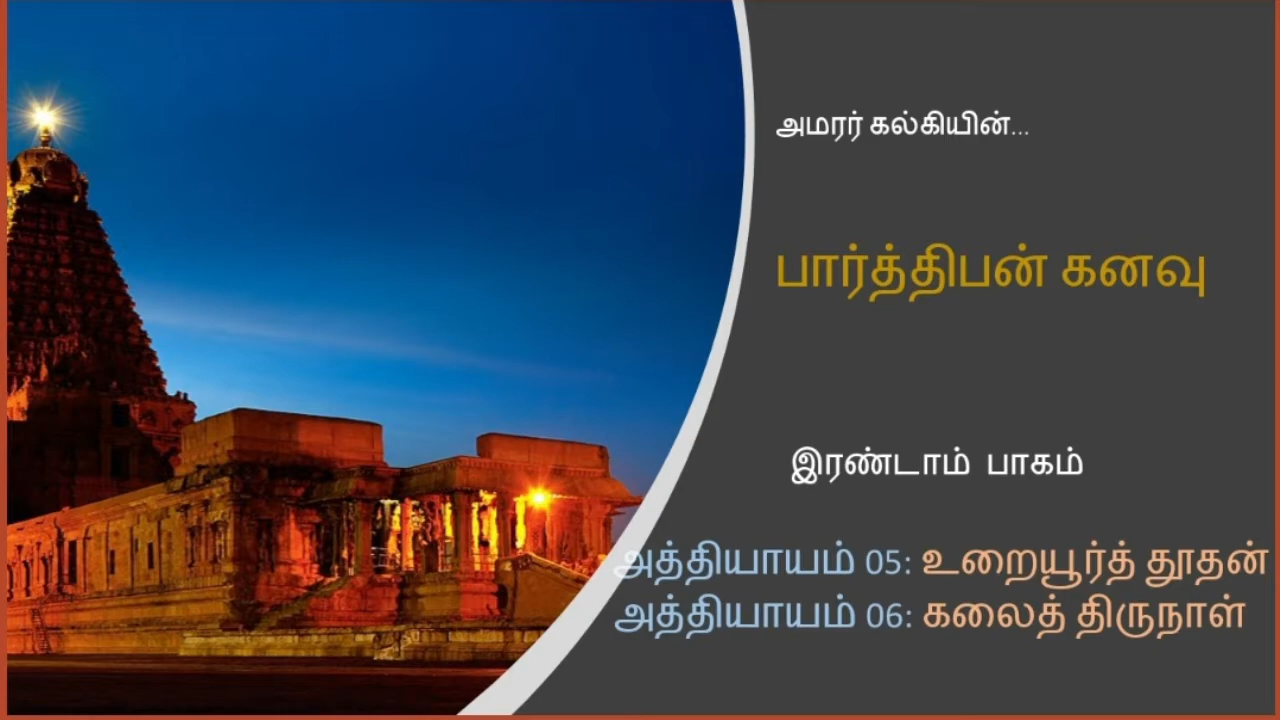 அமரர் கல்கியின்...
பார்த்திபன் கனவு
இரண்டாம் பாகம்
அத்தியாயம் 05: உறையூர்த் தூதன்
அத்தியாயம் 06: கலைத் திருநாள்